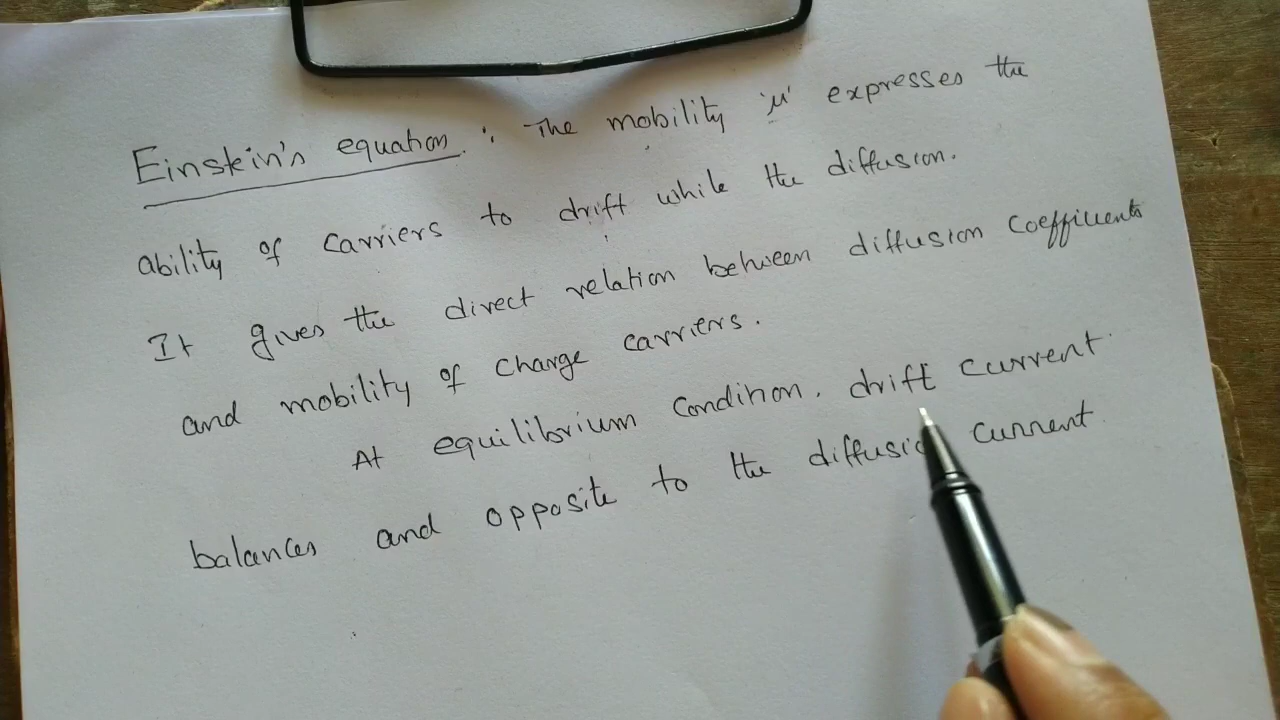 Einstein's equation : The mobility 'μ' expresses the
ability of carriers to drift while the diffusion.
It gives the direct relation between diffusion coefficients
and mobility of charge carriers.
At equilibrium condition, drift current
balances and opposite to the diffusio current